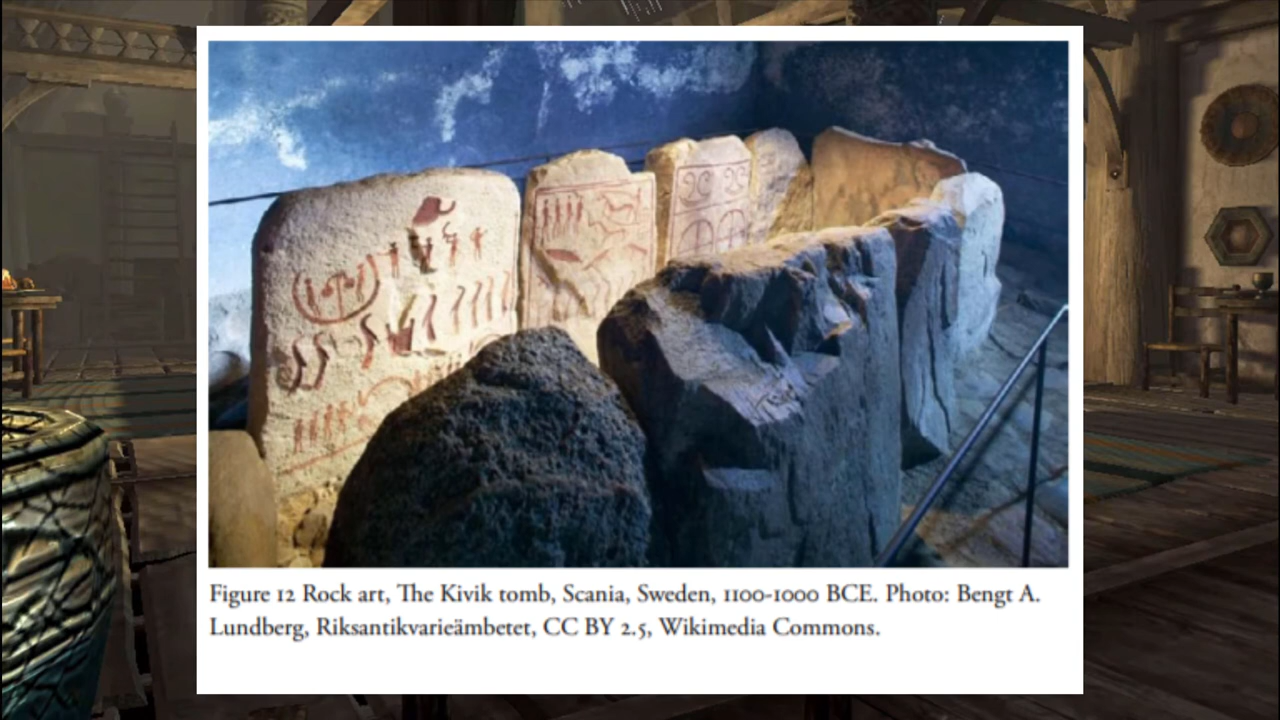 Figure 12 Rock art, The Kivik tomb, Scania, Sweden, 1100-1000 BCE. Photo: Bengt A.
Lundberg, Riksantikvarieämbetet, CC BY 2.5, Wikimedia Commons.